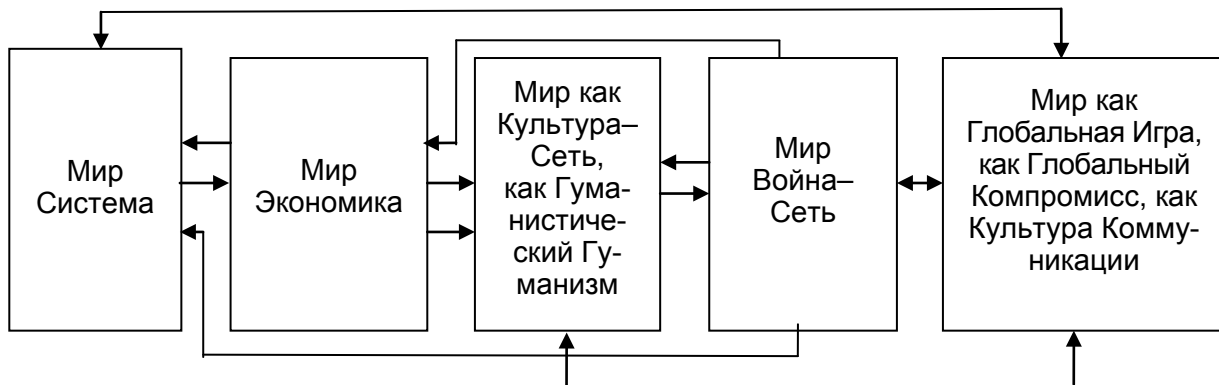 Мир
Система
Мир
Экономика
Мир как
Культура–
Сеть,
как Гума-
нистиче-
ский Гу-
манизм
Мир
Война–
Сеть
Мир как
Глобальная Игра,
как Глобальный
Компромисс, как
Культура Комму-
никации